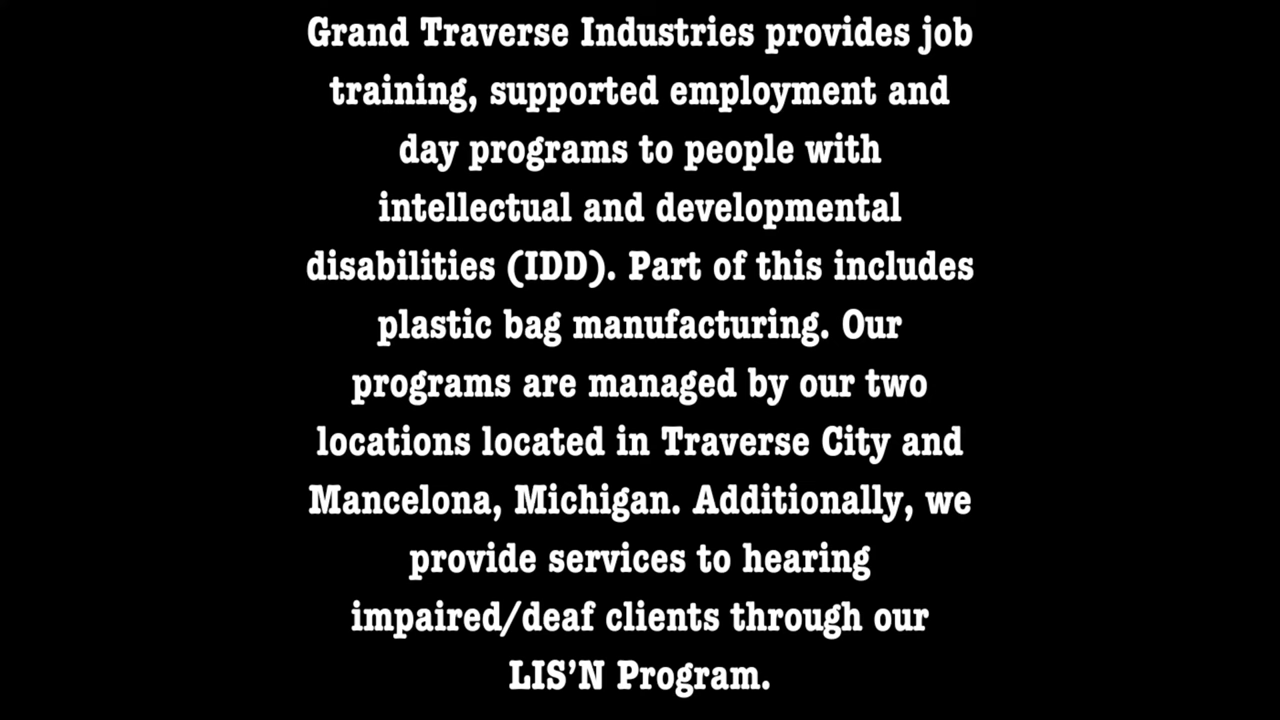 Grand Traverse Industries provides job
training, supported employment and
day programs to people with
intellectual and developmental
disabilities (IDD). Part of this includes
plastic bag manufacturing. Our
programs are managed by our two
locations located in Traverse City and
Mancelona, Michigan. Additionally, we
provide services to hearing
impaired/deaf clients through our
LIS’N Program.